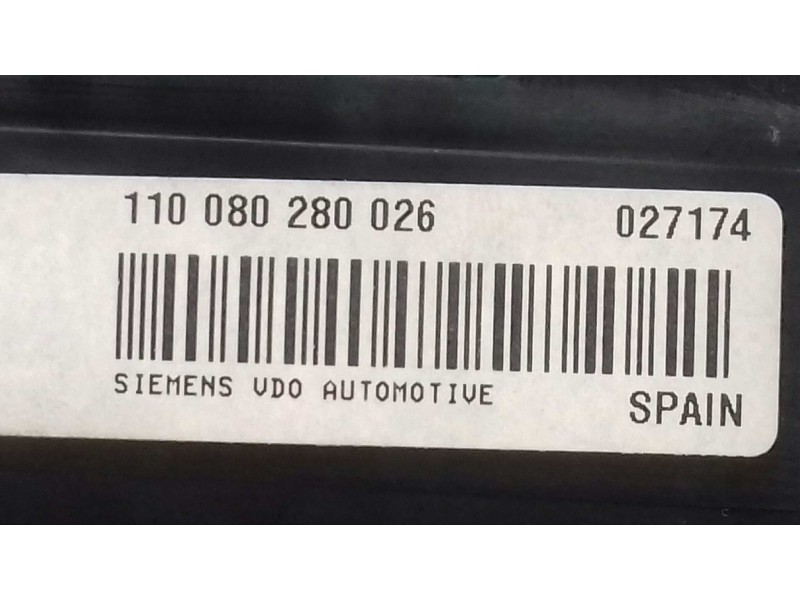 110 080 280 026 027174
SIEMENS VDO AUTOMOTIVE
SPAIN